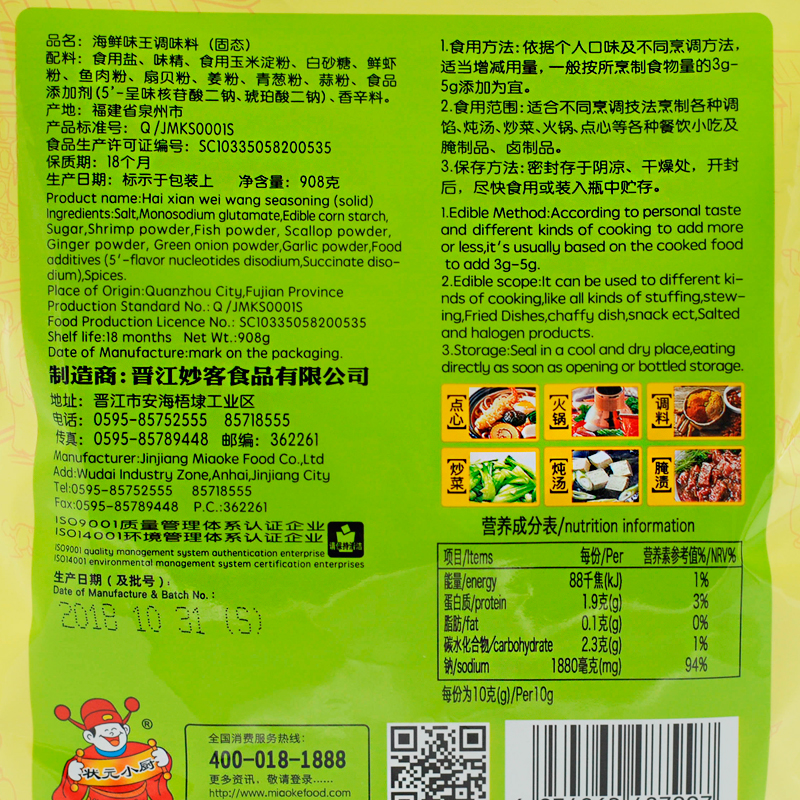 品名：海鲜味王调味料（固态）
配料：食用盐、味精、食用玉米淀粉、白砂糖、鲜虾
粉、鱼肉粉、扇贝粉、姜粉、青葱粉、蒜粉、食品
添加剂(5′-呈味核苷酸二钠、琥珀酸二钠)、香辛料。
产地：福建省泉州市
产品标准号：Q/JMKS0001S
食品生产许可证编号：SC10335058200535
保质期：18个月
生产日期：标示于包装上 净含量：908克
Product name:Hai xian wei wang seasoning (solid)
Ingredients:Salt,Monosodium glutamate,Edible corn starch,
Sugar,Shrimp powder,Fish powder, Scallop powder,
Ginger powder, Green onion powder,Garlic powder,Food
additives (5′-flavor nucleotides disodium,Succinate diso-
dium),Spices.
Place of Origin:Quanzhou City,Fujian Province
Production Standard No.:Q/JMKS0001S
Food Production Licence No.: SC10335058200535
Shelf life:18 months Net Wt.:908g
Date of Manufacture:mark on the packaging.
制造商:晋江妙客食品有限公司
地址：晋江市安海梧埭工业区
电话：0595-85752555 85718555
传真：0595-85789448 邮编：362261
Manufacturer:Jinjiang Miaoke Food Co.,Ltd
Add:Wudai Industry Zone,Anhai,Jinjiang City
Tel:0595-85752555 85718555
Fax:0595-85789448 P.C.:362261
ISO9001质量管理体系认证企业
ISO14001环境管理体系认证企业
ISO9001 quality management system authentication enterprise
ISO14001 environmental management system certification enterprises
生产日期（及批号）：
Date of Manufacture & Batch No.：
2018 10 31 (S)
1.食用方法：依据个人口味及不同烹调方法，
适当增减用量，一般按所烹制食物量的3g-
5g添加为宜。
2.食用范围：适合不同烹调技法烹制各种调
馅、炖汤、炒菜、火锅、点心等各种餐饮小吃及
腌制品、卤制品。
3.保存方法：密封存于阴凉、干燥处，开封
后，尽快食用或装入瓶中贮存。
1.Edible Method:According to personal taste
and different kinds of cooking to add more
or less,it's usually based on the cooked food
to add 3g-5g.
2.Edible scope:It can be used to different ki-
nds of cooking,like all kinds of stuffing,stew-
ing,Fried Dishes,chaffy dish,snack ect,Salted
and halogen products.
3.Storage:Seal in a cool and dry place,eating
directly as soon as opening or bottled storage.
点心 火锅 调料
炒菜 炖汤 腌渍
营养成分表/nutrition information
项目/Items 每份/Per 营养素参考值%/NRV%
能量/energy 88千焦(kJ) 1%
蛋白质/protein 1.9克(g) 3%
脂肪/fat 0.1克(g) 0%
碳水化合物/carbohydrate 2.3克(g) 1%
钠/sodium 1880毫克(mg) 94%
每份为10克(g)/Per10g
®
状元小厨
全国消费服务热线：
400-018-1888
更多资讯，敬请登录......
http://www.miaokefood.com